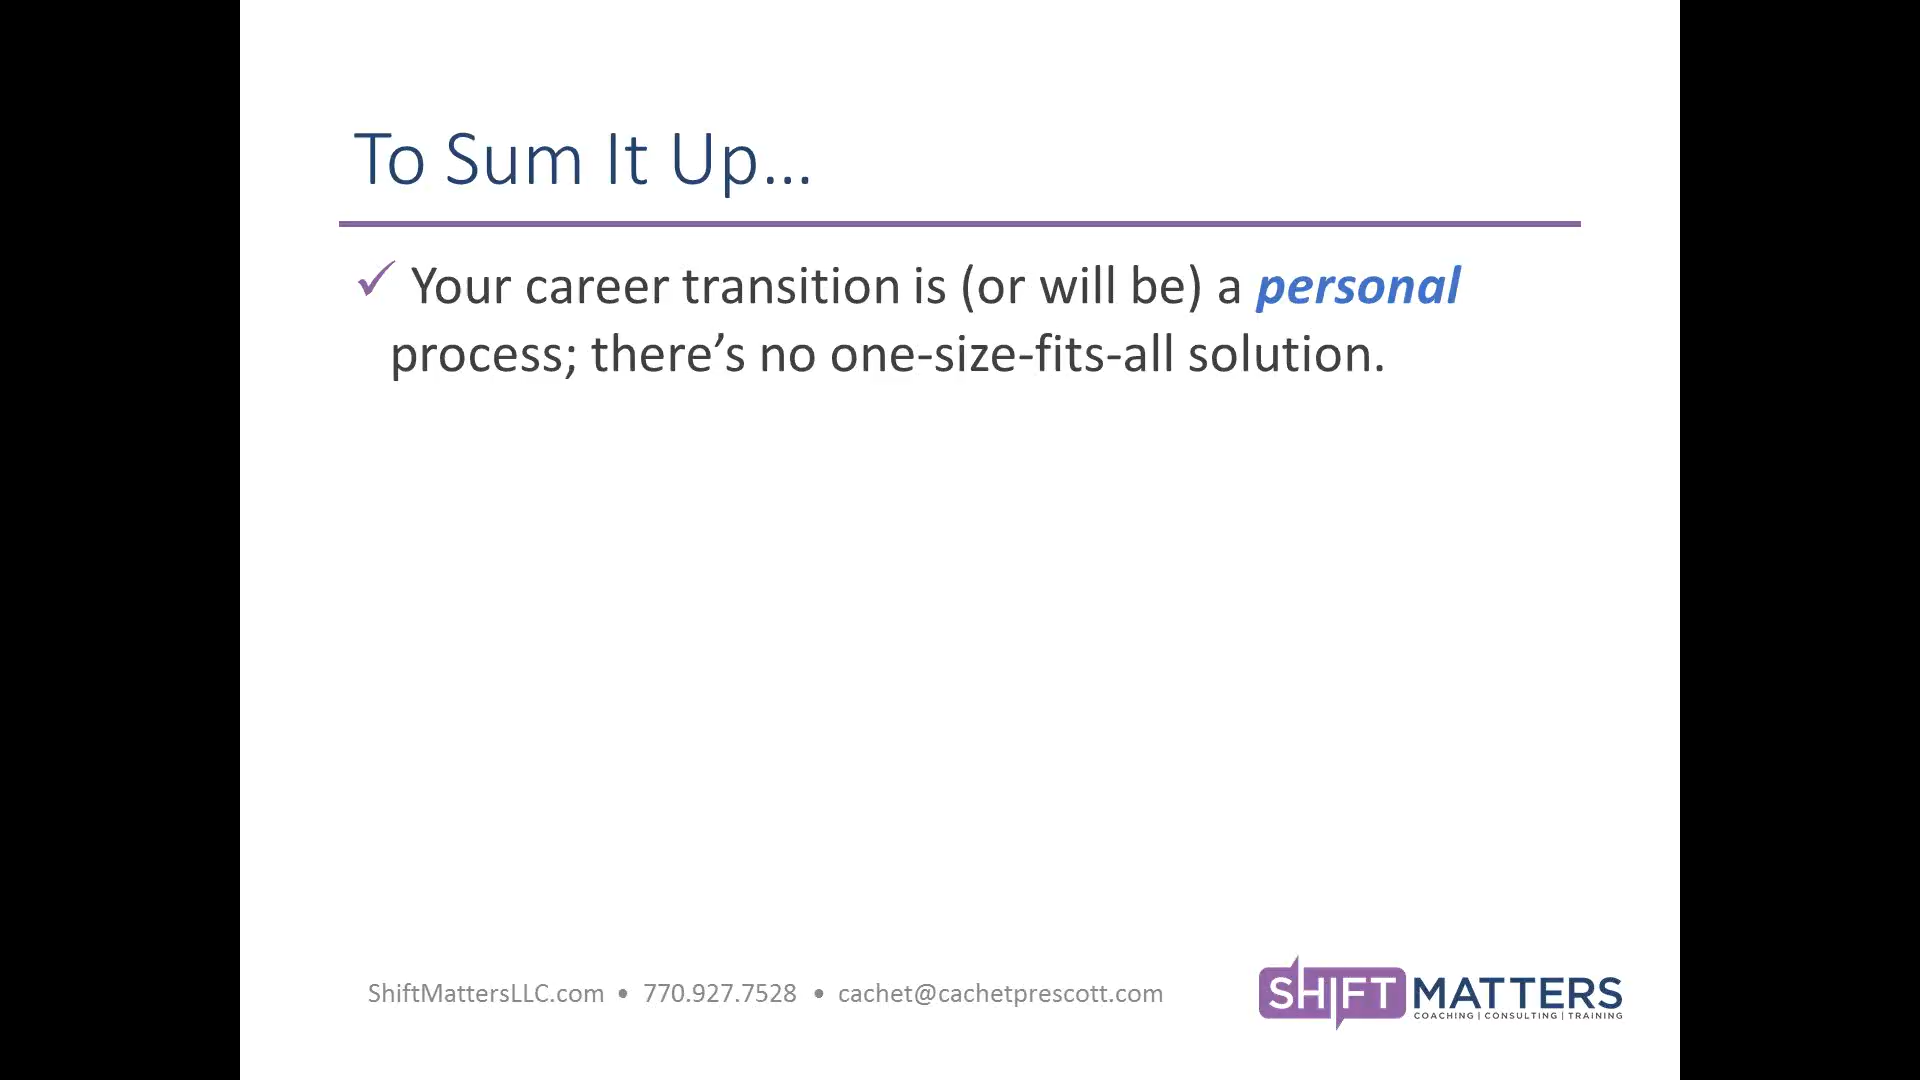 To Sum It Up...
✓ Your career transition is (or will be) a personal
process; there’s no one-size-fits-all solution.
ShiftMattersLLC.com • 770.927.7528 • cachet@cachetprescott.com
SHIFT MATTERS
COACHING | CONSULTING | TRAINING